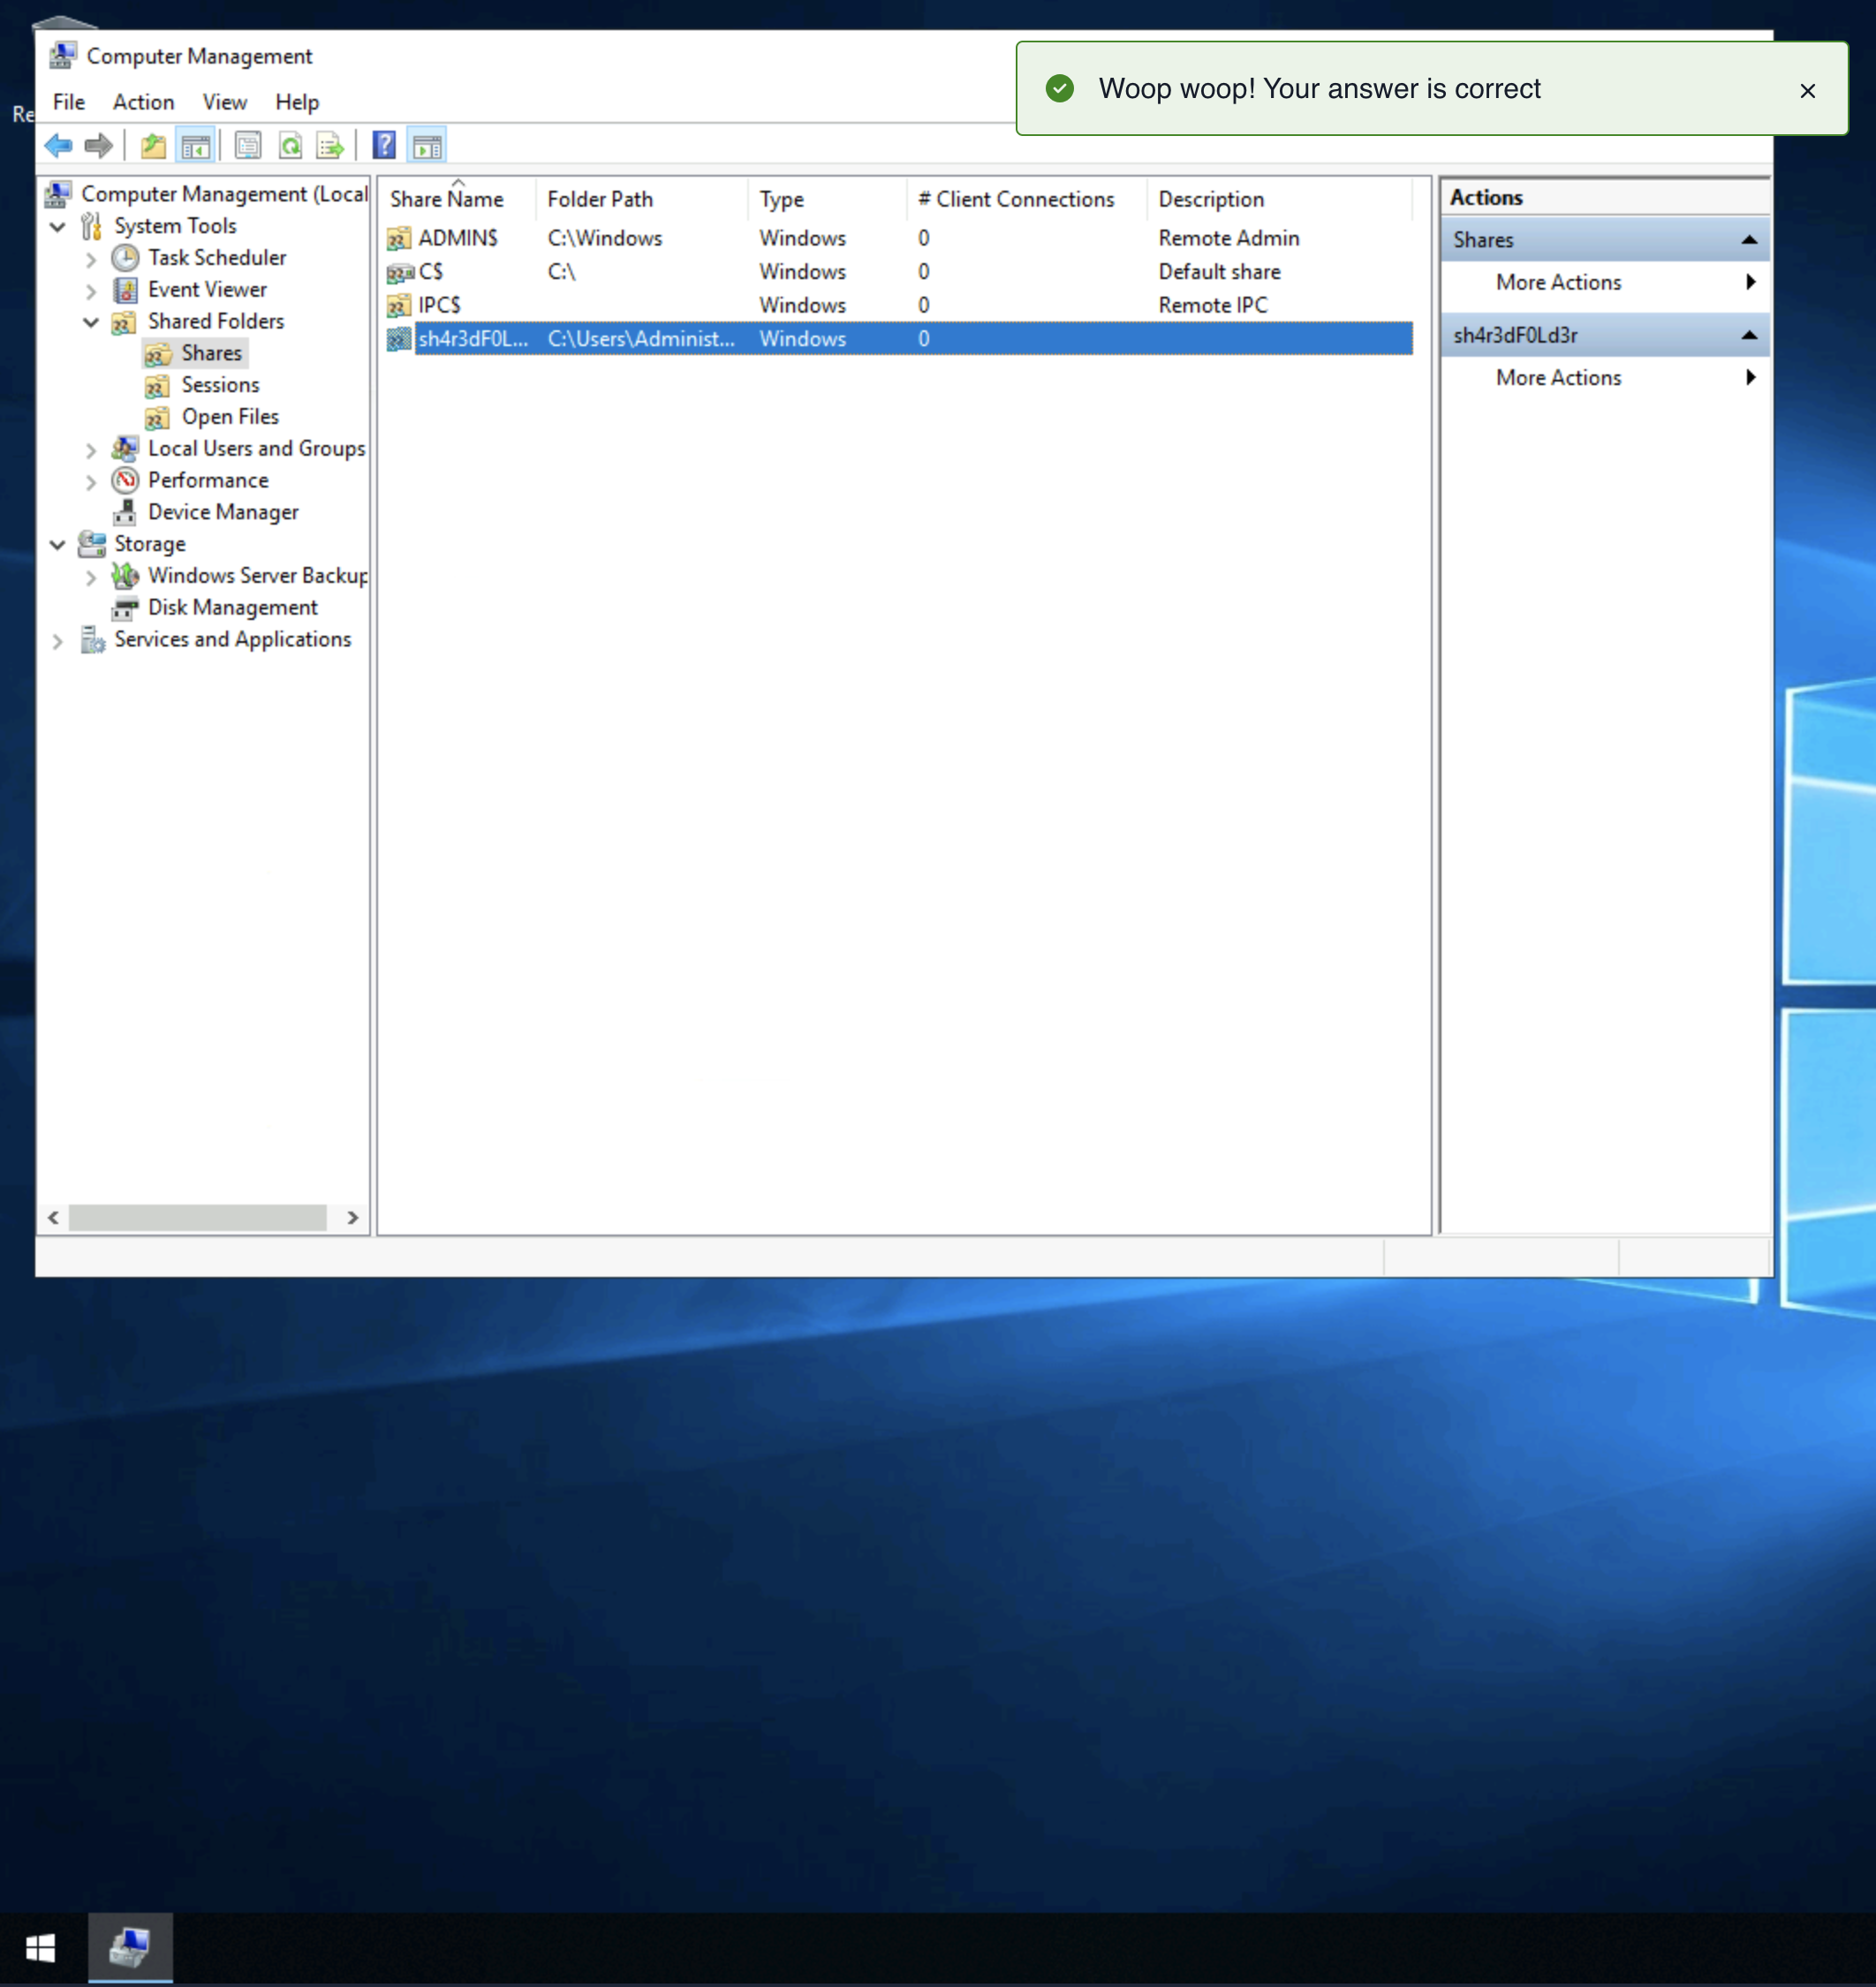 Computer Management
Woop woop! Your answer is correct
File Action View Help
Re
Computer Management (Local
System Tools
Task Scheduler
Event Viewer
Shared Folders
Shares
Sessions
Open Files
Local Users and Groups
Performance
Device Manager
Storage
Windows Server Backup
Disk Management
Services and Applications
Share Name Folder Path Type # Client Connections Description
ADMIN$ C:\Windows Windows 0 Remote Admin
C$ C:\ Windows 0 Default share
IPC$ Windows 0 Remote IPC
sh4r3dF0L... C:\Users\Administ... Windows 0
Actions
Shares
More Actions
sh4r3dF0Ld3r
More Actions